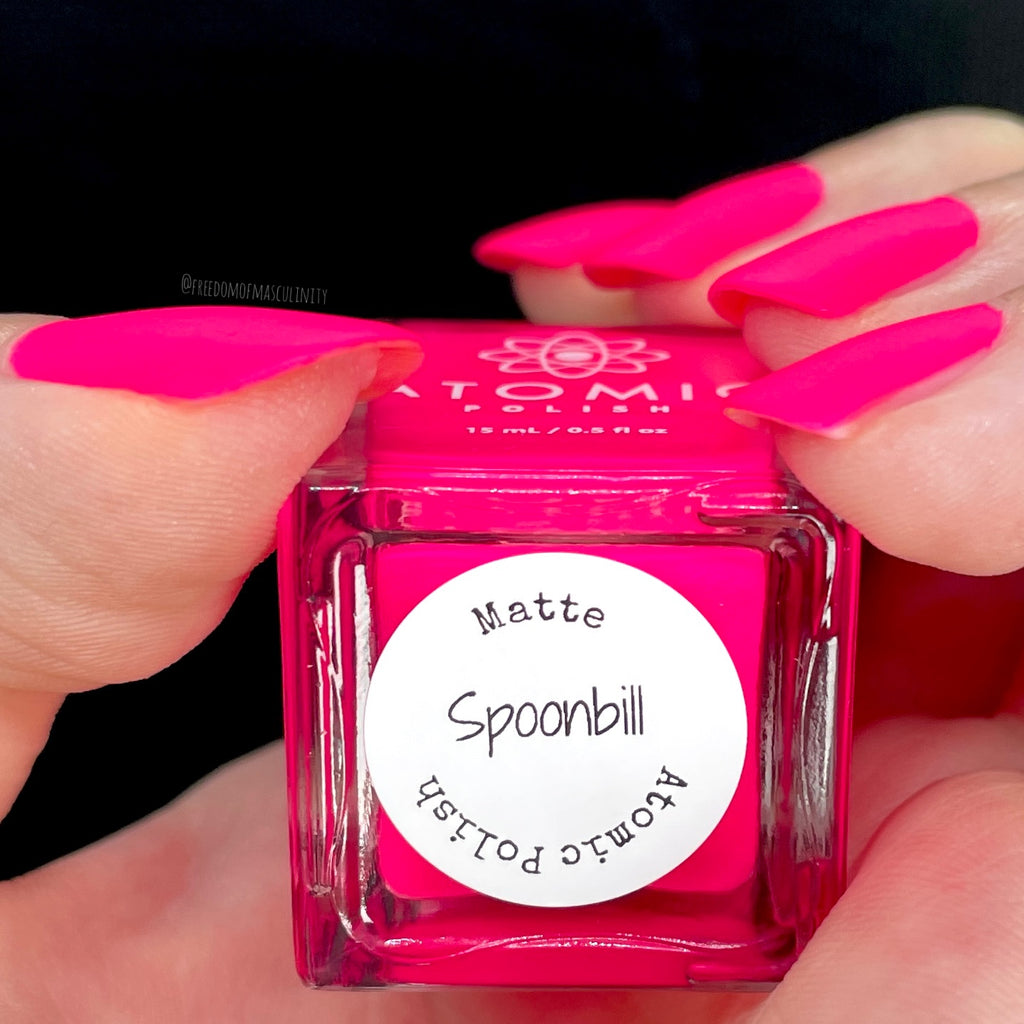 @FREEDOMOFMASCULINITY
ATOMIC
POLISH
15 mL / 0.5 fl oz
Matte
Spoonbill
Atomic Polish